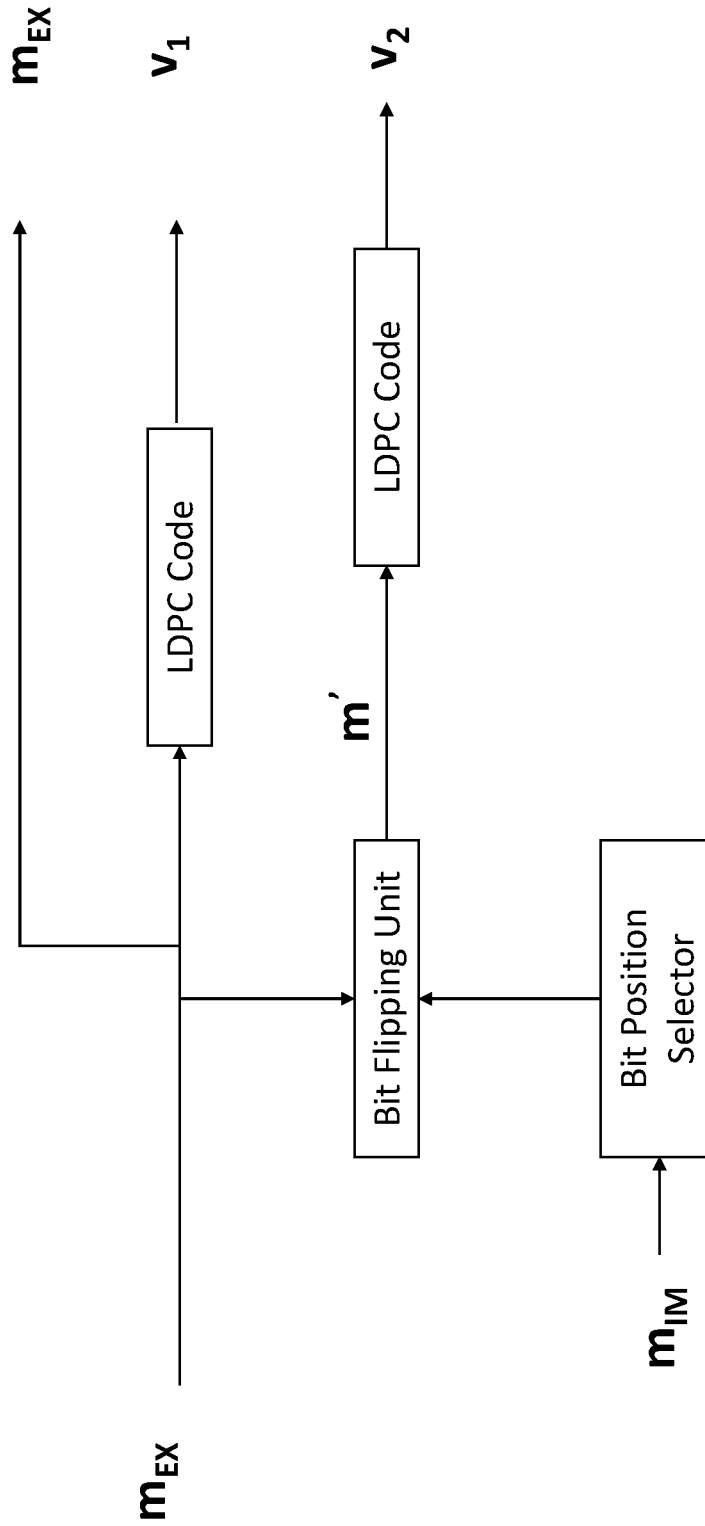 m_EX
v_1
v_2
LDPC Code
LDPC Code
m'
m_EX
Bit Flipping Unit
Bit Position
Selector
m_IM